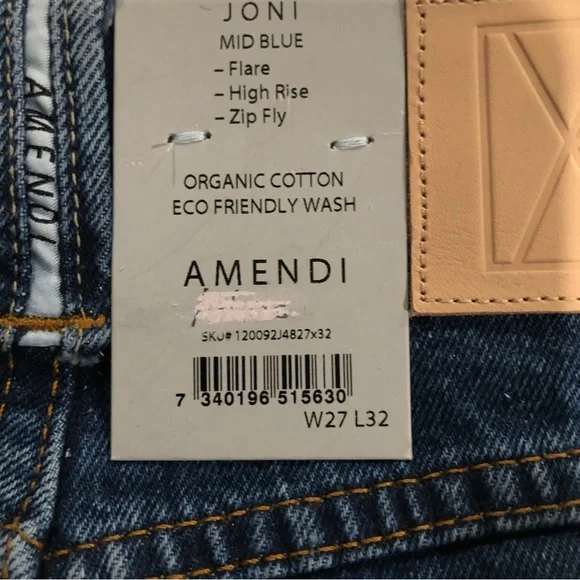 JONI
MID BLUE
– Flare
– High Rise
– Zip Fly
ORGANIC COTTON
ECO FRIENDLY WASH
AMENDI
SKU# 120092J4827x32
7 340196 515630
W27 L32
AMENDI